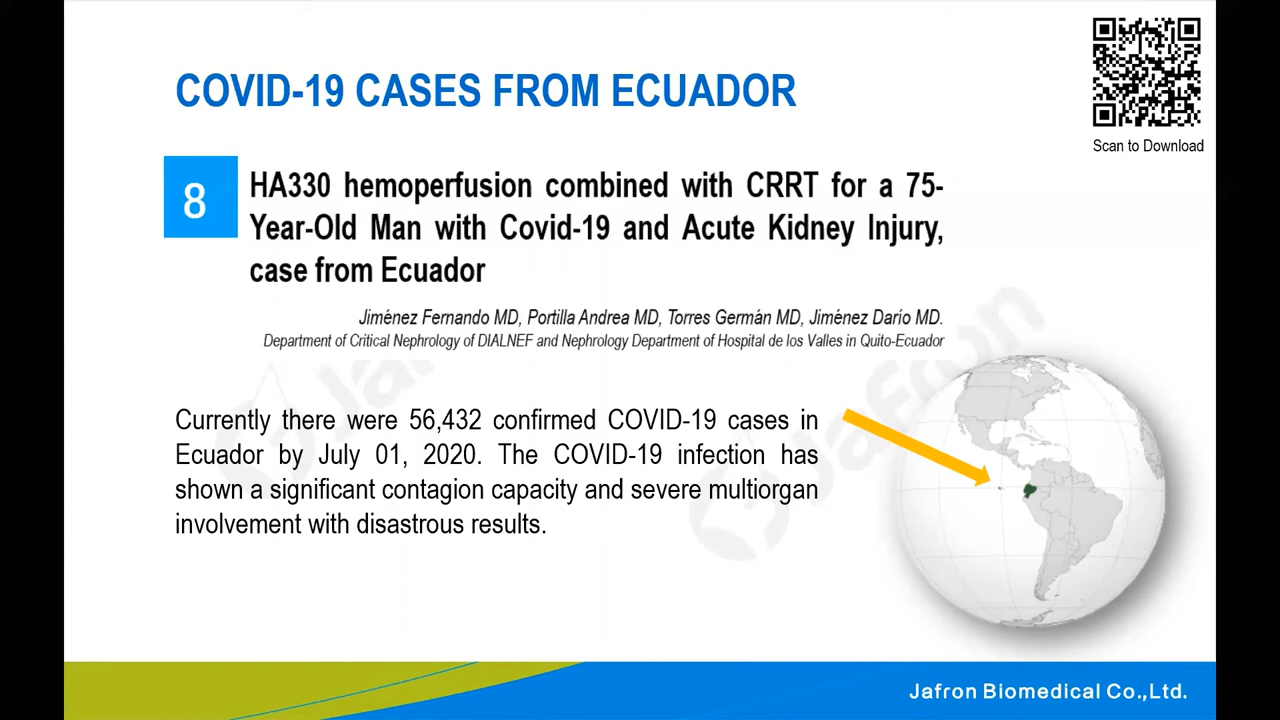 COVID-19 CASES FROM ECUADOR
Scan to Download
8
HA330 hemoperfusion combined with CRRT for a 75-
Year-Old Man with Covid-19 and Acute Kidney Injury,
case from Ecuador
Jiménez Fernando MD, Portilla Andrea MD, Torres Germán MD, Jiménez Darío MD.
Department of Critical Nephrology of DIALNEF and Nephrology Department of Hospital de los Valles in Quito-Ecuador
Currently there were 56,432 confirmed COVID-19 cases in
Ecuador by July 01, 2020. The COVID-19 infection has
shown a significant contagion capacity and severe multiorgan
involvement with disastrous results.
Jafron
Jafron
Jafron Biomedical Co.,Ltd.